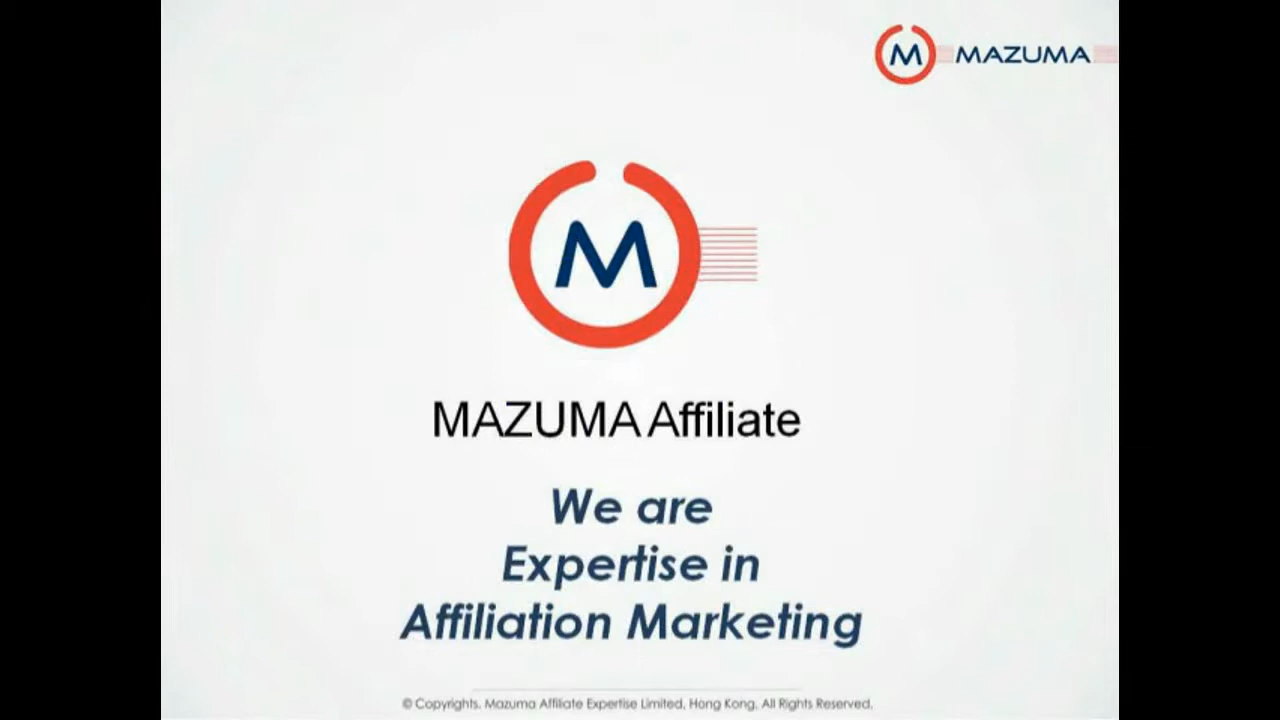 M MAZUMA
M
MAZUMA Affiliate
We are
Expertise in
Affiliation Marketing
© Copyrights. Mazuma Affiliate Expertise Limited, Hong Kong. All Rights Reserved.